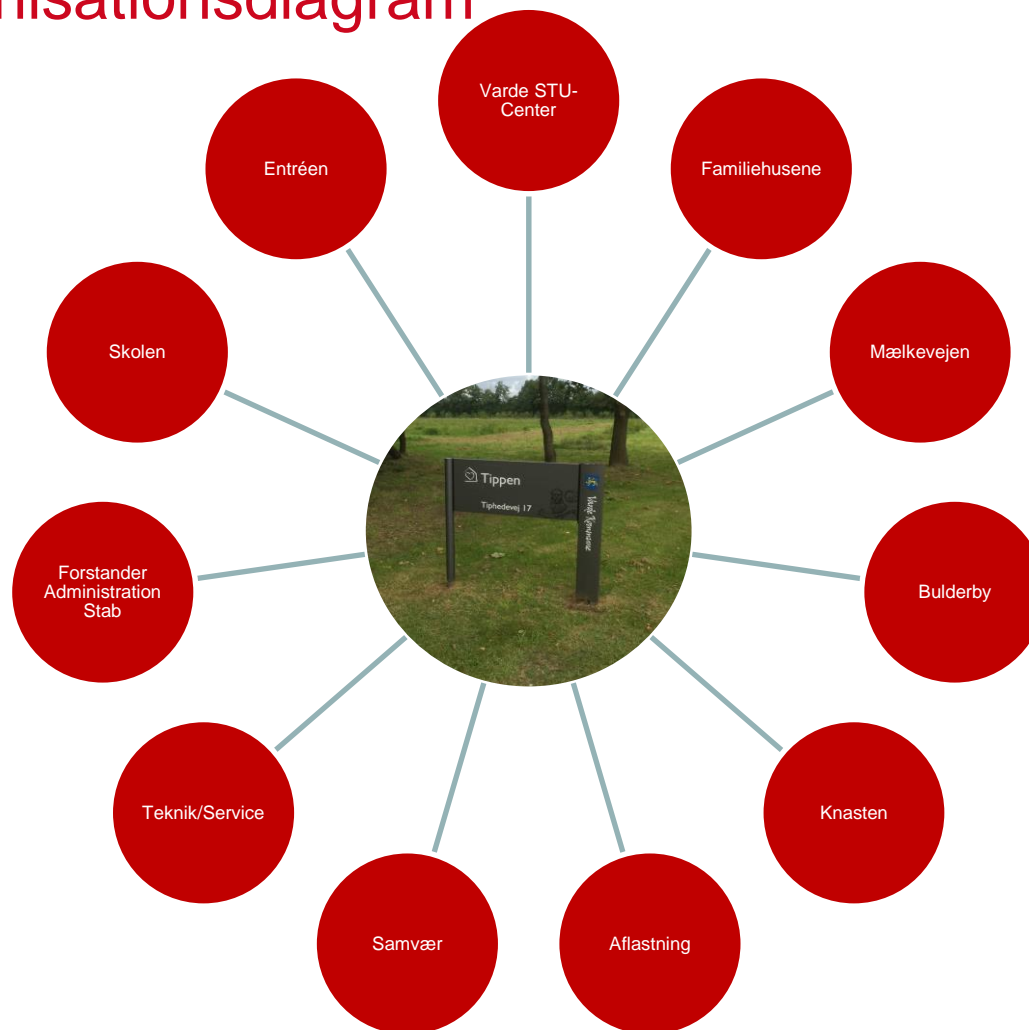 nisationsdiagram
Varde STU-
Center
Familiehusene
Mælkevejen
Bulderby
Knasten
Aflastning
Samvær
Teknik/Service
Forstander
Administration
Stab
Skolen
Entréen
Tippen
Tiphedevej 17
Varde Kommune